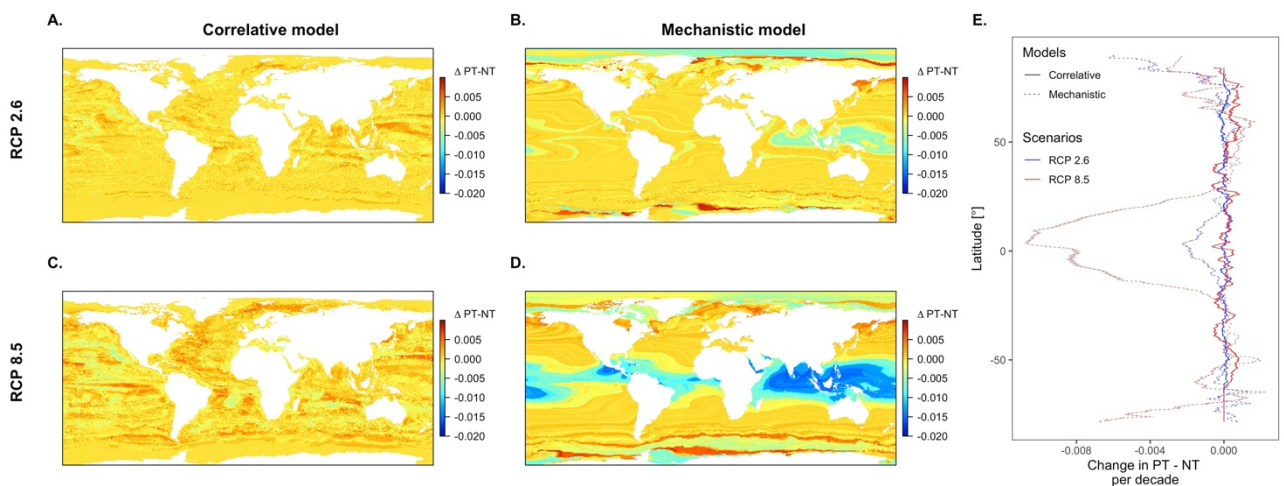 A.
Correlative model
B.
Mechanistic model
E.
RCP 2.6
Δ PT-NT
0.005
0.000
-0.005
-0.010
-0.015
-0.020
Δ PT-NT
0.005
0.000
-0.005
-0.010
-0.015
-0.020
C.
D.
RCP 8.5
Δ PT-NT
0.005
0.000
-0.005
-0.010
-0.015
-0.020
Δ PT-NT
0.005
0.000
-0.005
-0.010
-0.015
-0.020
Models
Correlative
Mechanistic
Scenarios
RCP 2.6
RCP 8.5
Latitude [°]
50
0
-50
-0.008
-0.004
0.000
Change in PT - NT
per decade